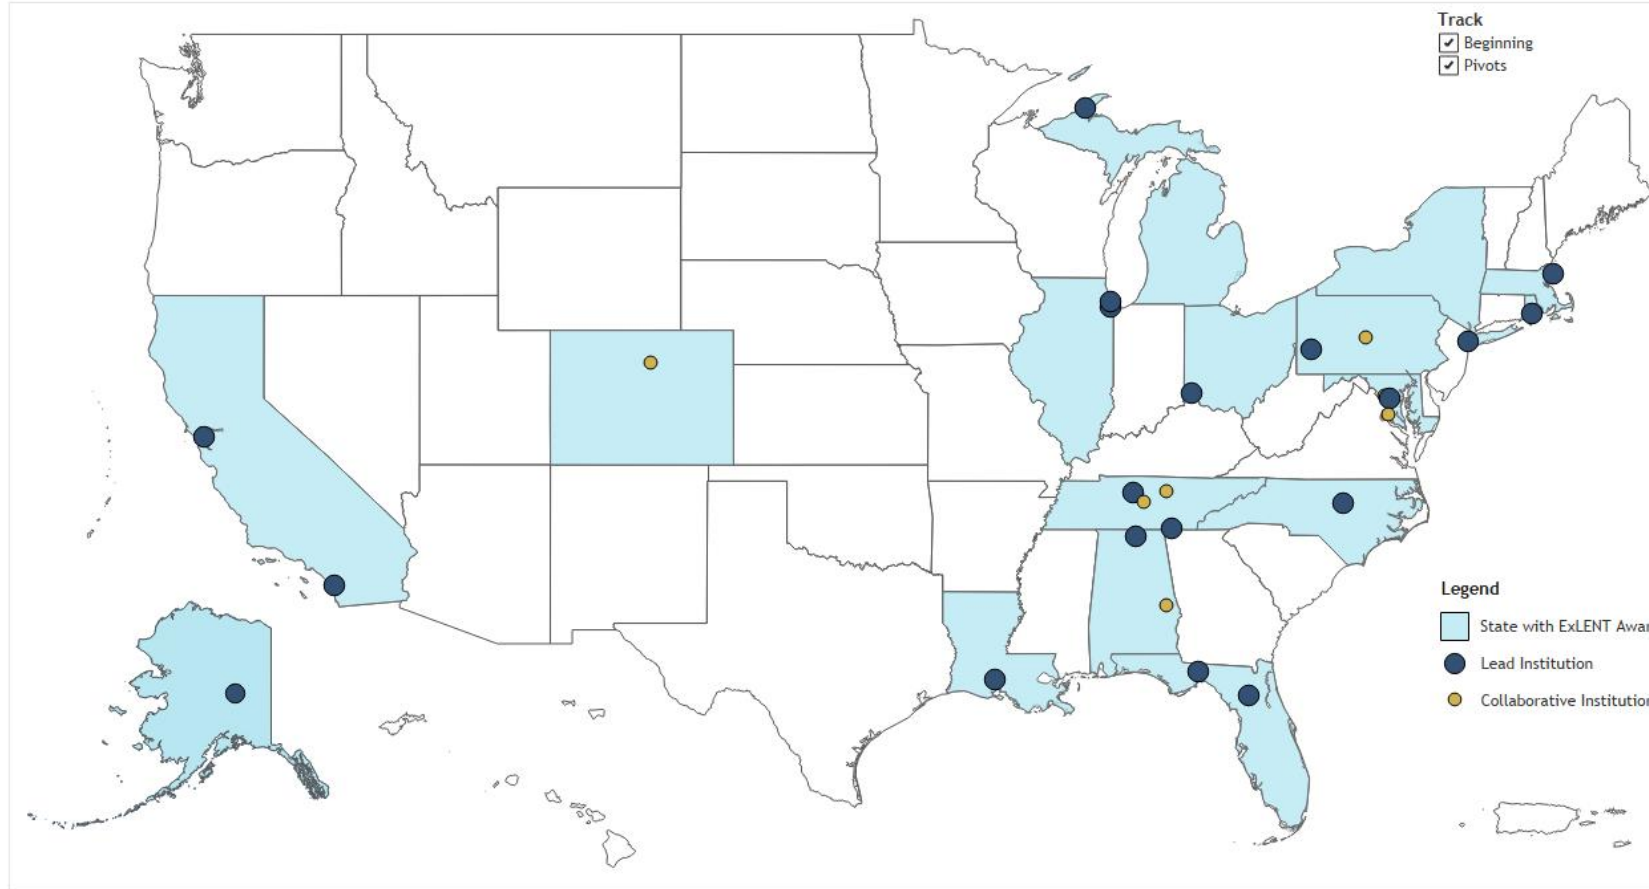 Track
Beginning
Pivots
Legend
State with ExLENT Awar
Lead Institution
Collaborative Institution